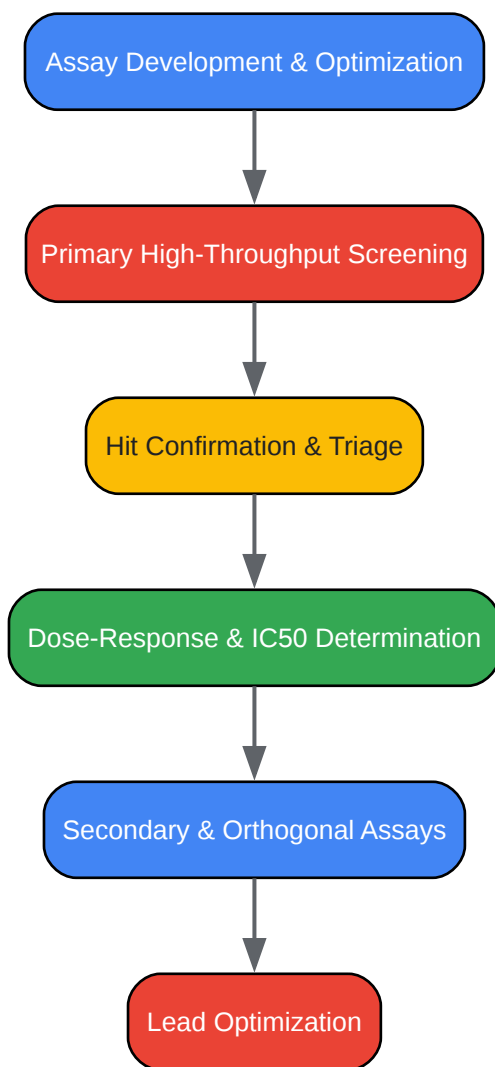 Assay Development & Optimization
Primary High-Throughput Screening
Hit Confirmation & Triage
Dose-Response & IC50 Determination
Secondary & Orthogonal Assays
Lead Optimization